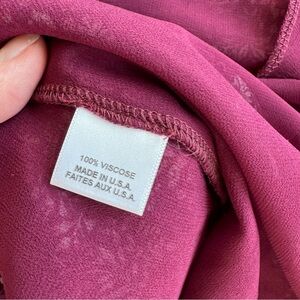 100% VISCOSE
MADE IN U.S.A.
FAITES AUX U.S.A.